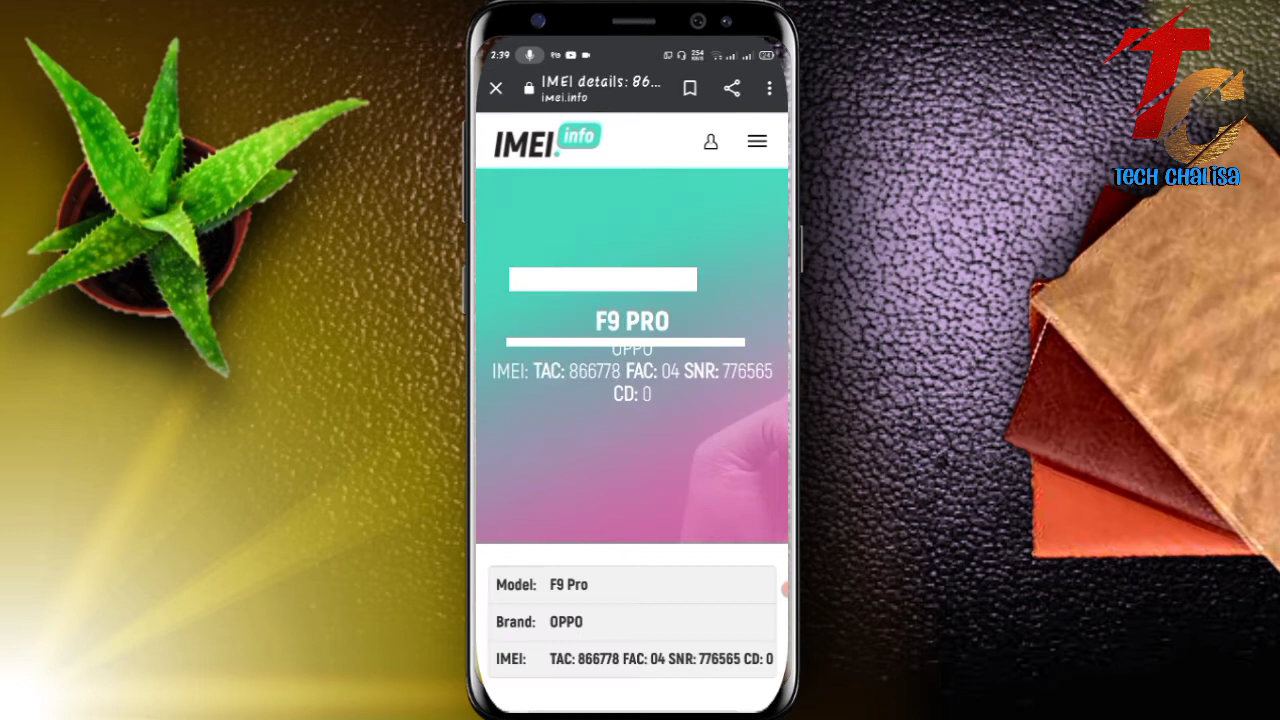 2:39
IMEI details: 86...
imei.info
IMEI.info
TC
TECH CHALISA
F9 PRO
OPPO
IMEI: TAC: 866778 FAC: 04 SNR: 776565
CD: 0
Model: F9 Pro
Brand: OPPO
IMEI: TAC: 866778 FAC: 04 SNR: 776565 CD: 0